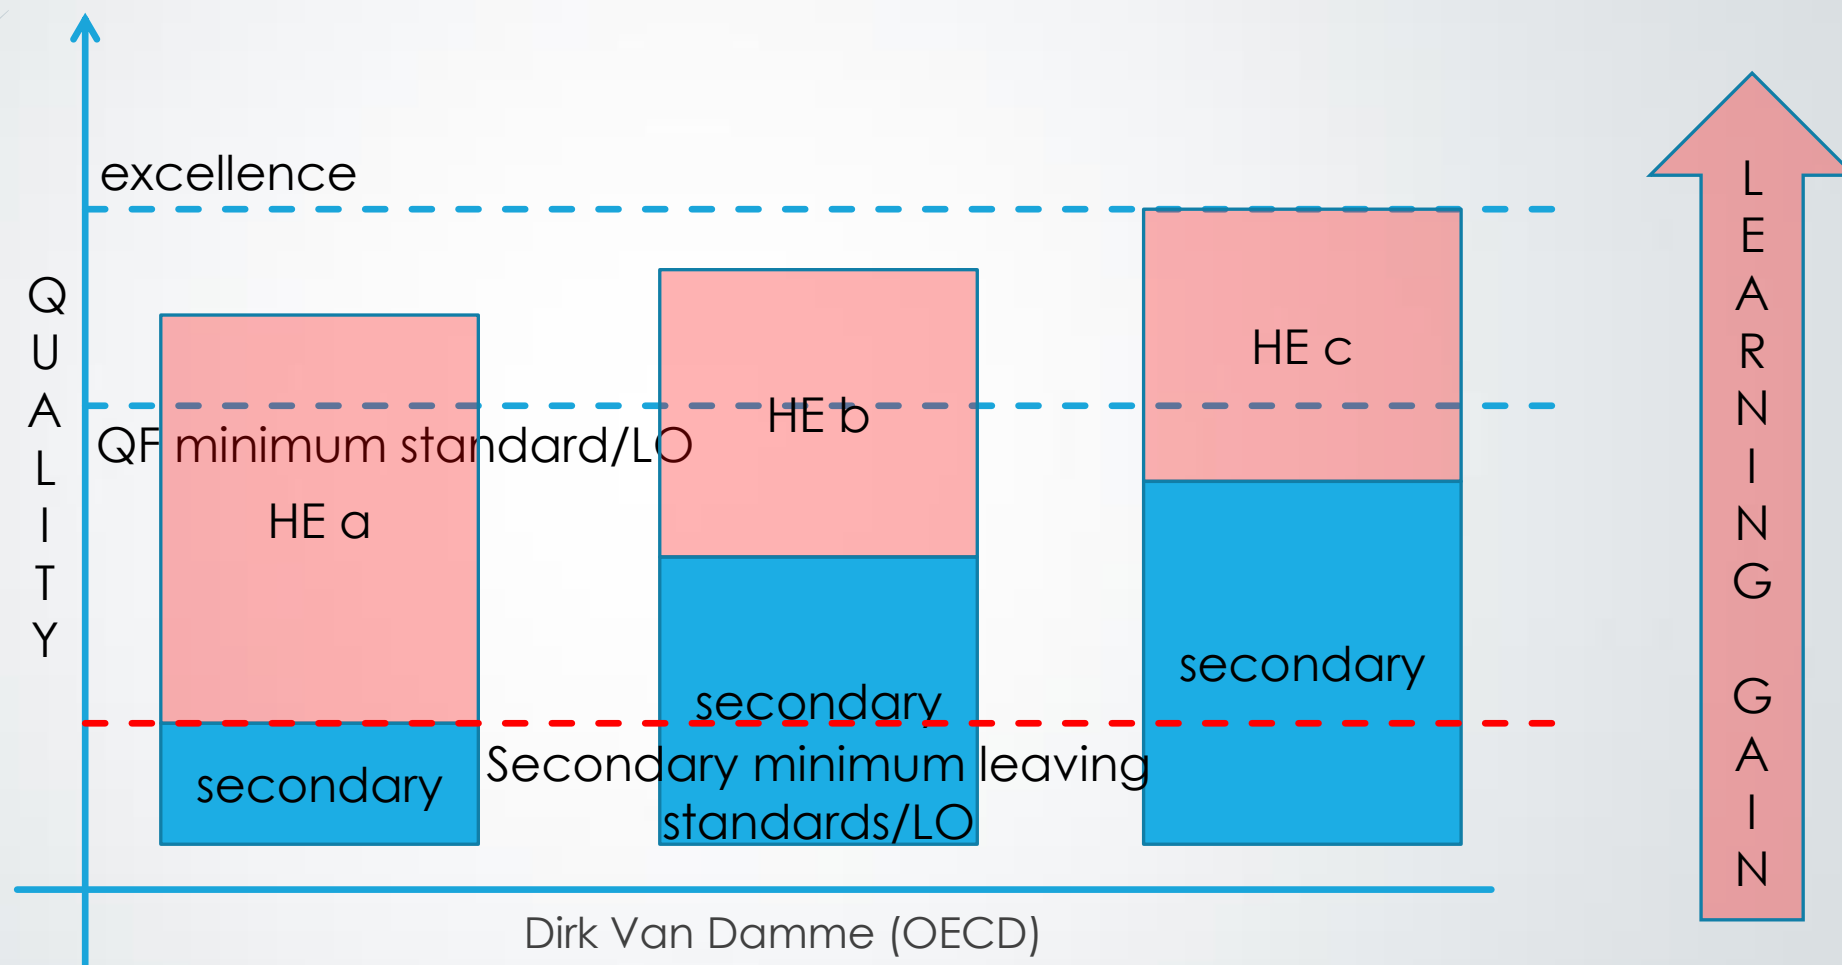 excellence
QUALITY
QF minimum standard/LO
HE a
HE b
HE c
secondary
secondary
secondary
Secondary minimum leaving
standards/LO
LEARNING GAIN
Dirk Van Damme (OECD)